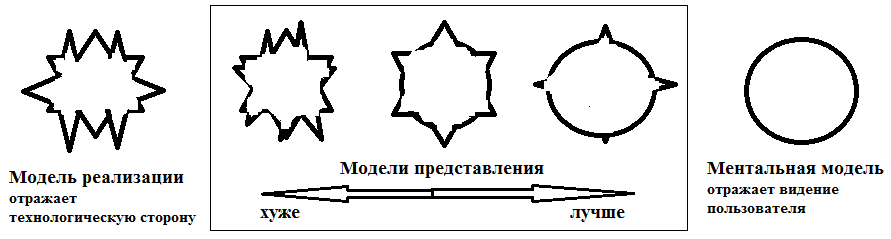 Модель реализации
отражает
технологическую сторону
Модели представления
хуже
лучше
Ментальная модель
отражает видение
пользователя